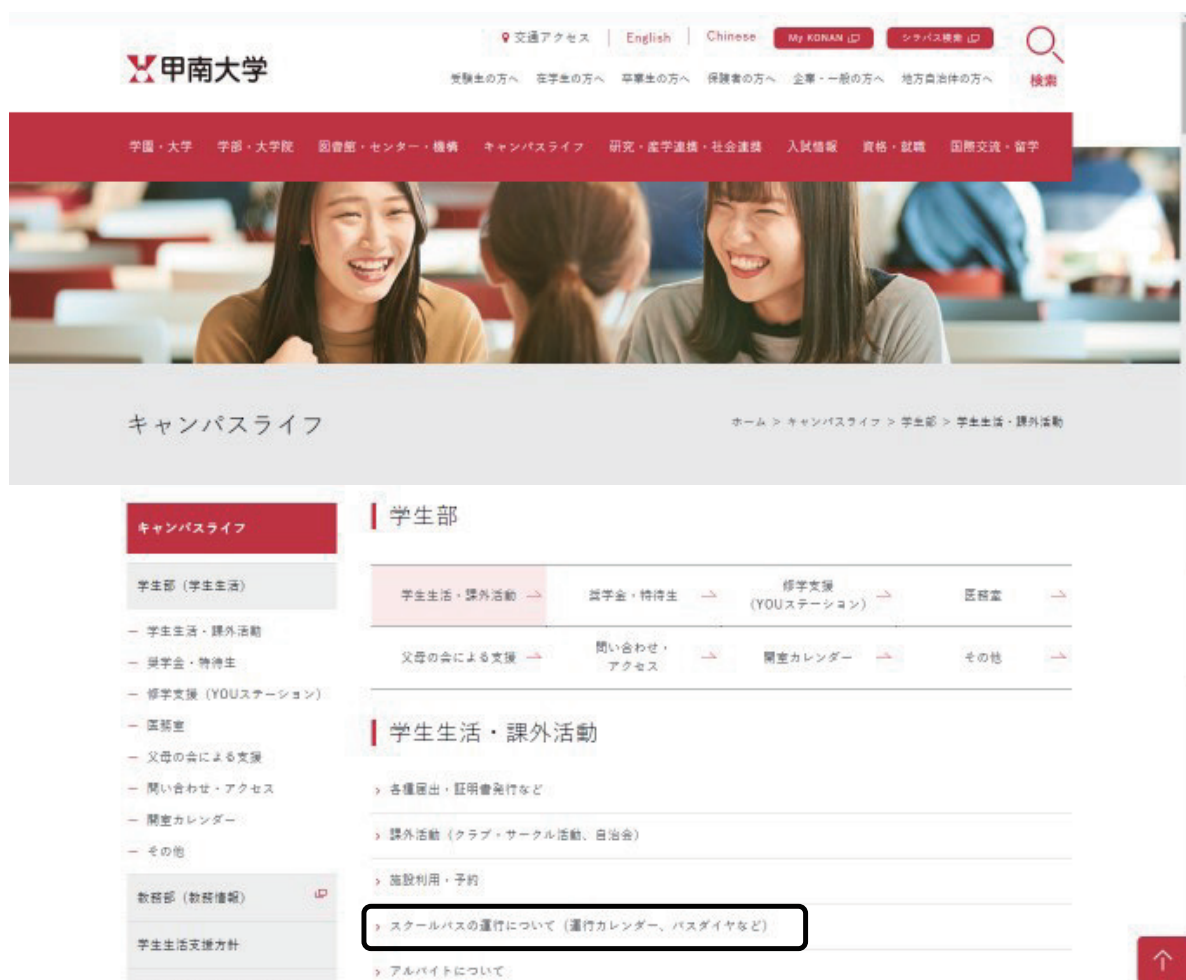 交通アクセス | English | Chinese My KONAN シラバス検索
甲南大学
受験生の方へ 在学生の方へ 卒業生の方へ 保護者の方へ 企業・一般の方へ 地方自治体の方へ 検索
学園・大学 学部・大学院 図書館・センター・機構 キャンパスライフ 研究・産学連携・社会連携 入試情報 資格・就職 国際交流・留学
キャンパスライフ
ホーム > キャンパスライフ > 学生部 > 学生生活・課外活動
キャンパスライフ
学生部（学生生活）
― 学生生活・課外活動
― 奨学金・特待生
― 修学支援（YOUステーション）
― 医務室
― 父母の会による支援
― 問い合わせ・アクセス
― 開室カレンダー
― その他
教務部（教務情報）
学生生活支援方針
学生部
学生生活・課外活動 → 奨学金・特待生 → 修学支援 → 医務室 →
(YOUステーション)
父母の会による支援 → 問い合わせ・ → 開室カレンダー → その他 →
アクセス
学生生活・課外活動
› 各種届出・証明書発行など
› 課外活動（クラブ・サークル活動、自治会）
› 施設利用・予約
› スクールバスの運行について（運行カレンダー、バスダイヤなど）
› アルバイトについて